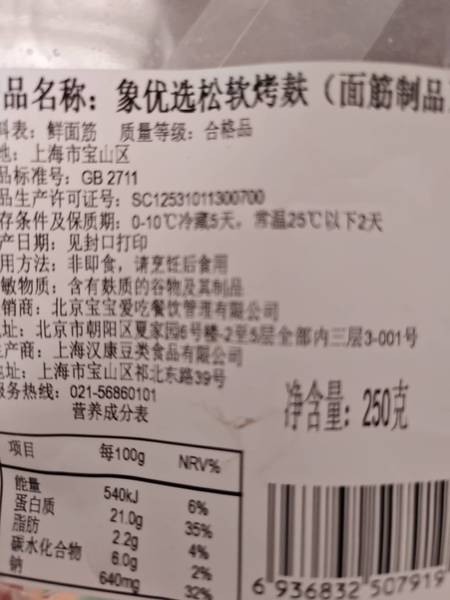 品名称：象优选松软烤麸（面筋制品
料表：鲜面筋 质量等级：合格品
地：上海市宝山区
品标准号：GB 2711
品生产许可证号：SC12531011300700
存条件及保质期：0-10℃冷藏5天，常温25℃以下2天
产日期：见封口打印
用方法：非即食，请烹饪后食用
敏物质：含有麸质的谷物及其制品
销商：北京宝宝爱吃餐饮管理有限公司
址：北京市朝阳区夏家园6号楼-2至5层全部内三层3-001号
产商：上海汉康豆类食品有限公司
址：上海市宝山区祁北东路39号
服务热线：021-56860101
净含量：250克
营养成分表
项目 每100g NRV%
能量 540kJ 6%
蛋白质 21.0g 35%
脂肪 2.2g 4%
碳水化合物 6.0g 2%
钠 640mg 32%
6 936832 507919